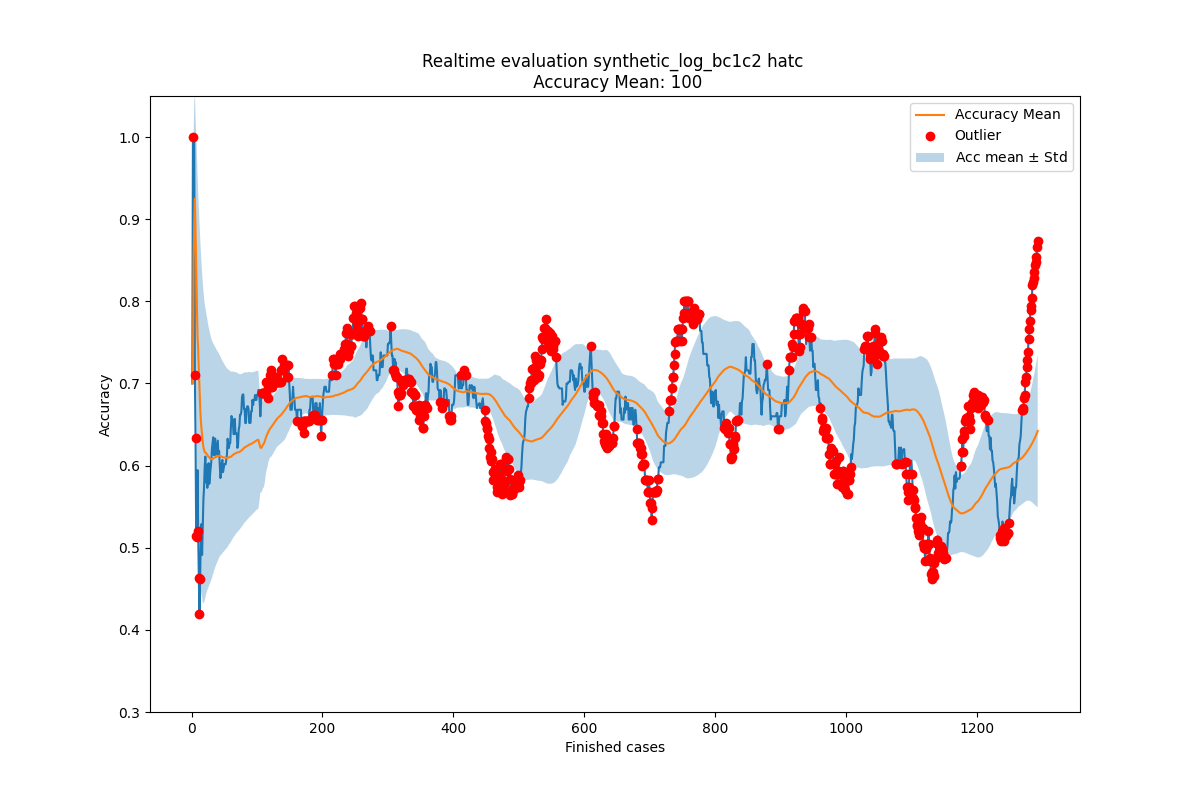 Realtime evaluation synthetic_log_bc1c2 hatc
Accuracy Mean: 100
Accuracy Mean
Outlier
Acc mean ± Std
Accuracy
1.0
0.9
0.8
0.7
0.6
0.5
0.4
0.3
0
200
400
600
800
1000
1200
Finished cases